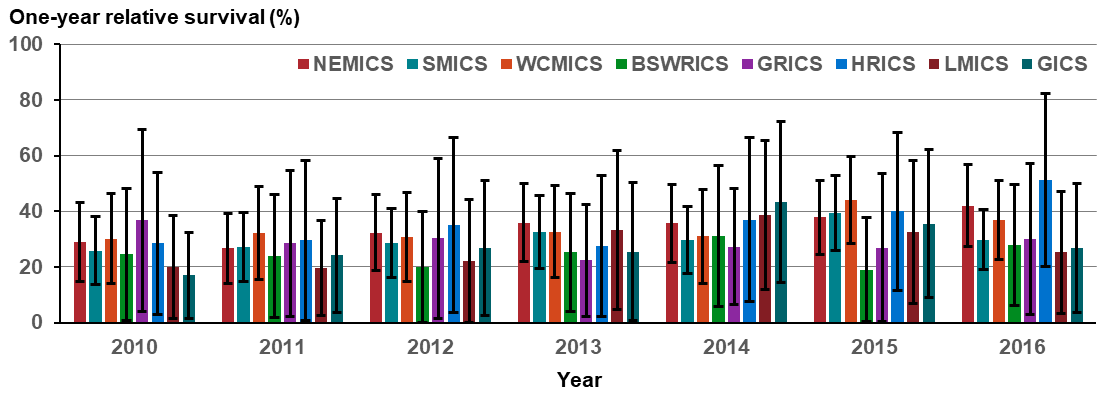 One-year relative survival (%)
100
NEMICS SMICS WCMICS BSWRICS GRICS HRICS LMICS GICS
80
60
40
20
0
2010 2011 2012 2013 2014 2015 2016
Year